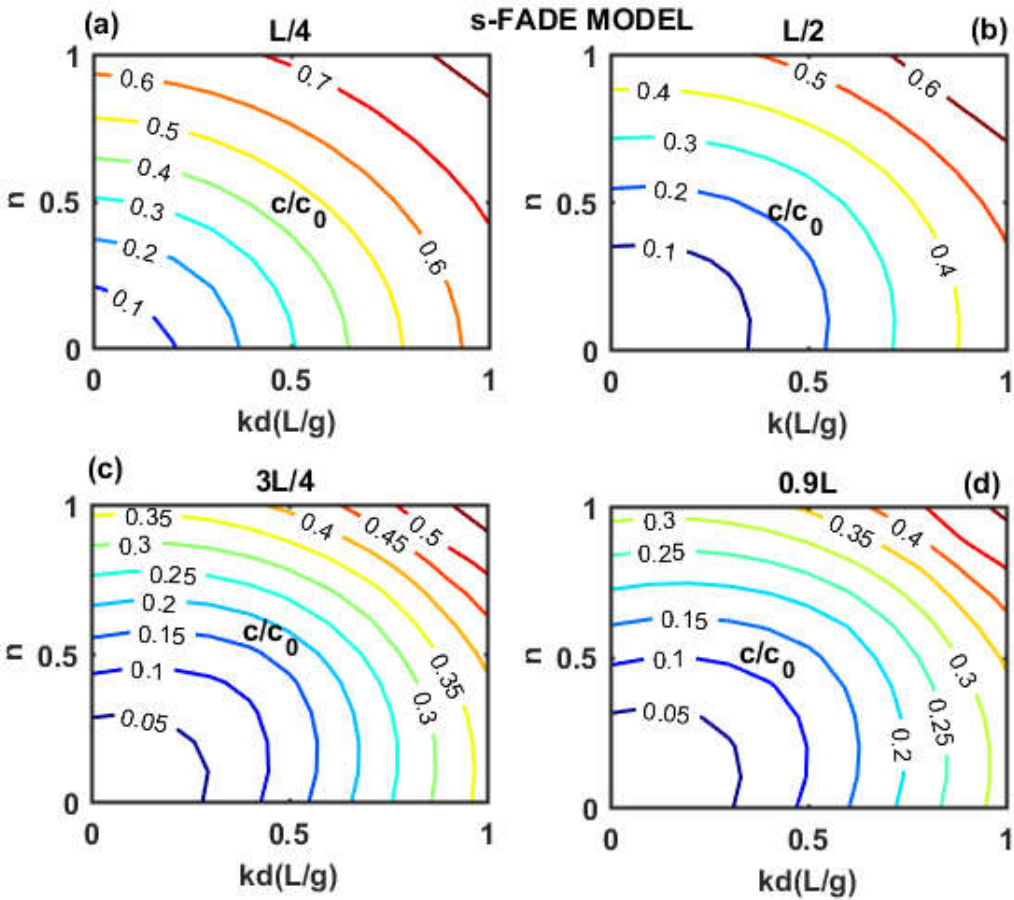 s-FADE MODEL
(a)
L/4
1
0.5
0
n
0.6
0.7
0.5
0.4
0.3
0.2
0.1
c/c0
0.6
0
0.5
1
kd(L/g)
L/2
(b)
1
0.5
0
n
0.4
0.5
0.6
0.3
0.2
0.1
c/c0
0.4
0
0.5
1
k(L/g)
(c)
3L/4
1
0.5
0
n
0.35
0.4
0.45
0.5
0.3
0.25
0.2
0.15
0.1
0.05
c/c0
0.35
0.3
0
0.5
1
kd(L/g)
0.9L
(d)
1
0.5
0
n
0.3
0.35
0.4
0.25
0.15
0.1
0.05
c/c0
0.3
0.25
0.2
0
0.5
1
kd(L/g)